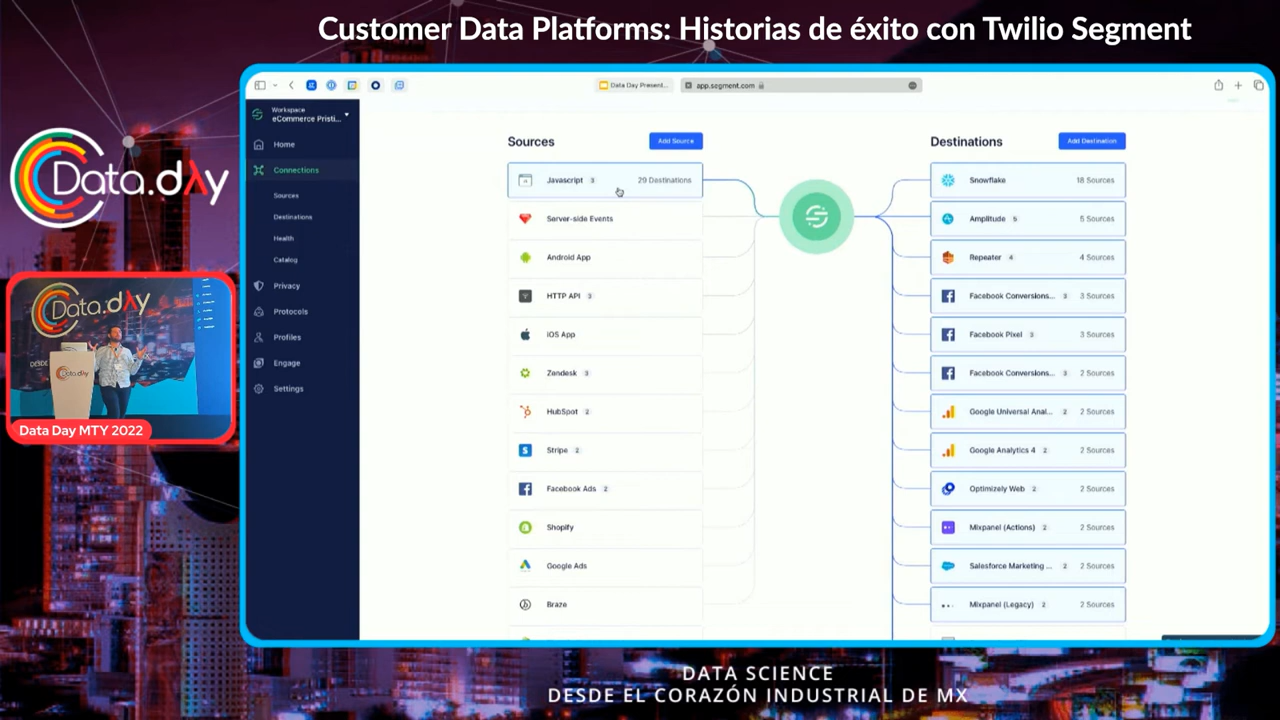 Customer Data Platforms: Historias de éxito con Twilio Segment
Data.day
Data.day
Data.day
Data Day MTY 2022
Data Day Present...
app.segment.com
Workspace
eCommerce Pristi...
Home
Connections
Sources
Destinations
Health
Catalog
Privacy
Protocols
Profiles
Engage
Settings
Sources
Add Source
Javascript 3 29 Destinations
Server-side Events
Android App
HTTP API 3
iOS App
Zendesk 3
HubSpot 2
Stripe 2
Facebook Ads 2
Shopify
Google Ads
Braze
Destinations
Add Destination
Snowflake 18 Sources
Amplitude 5 5 Sources
Repeater 4 4 Sources
Facebook Conversions... 3 3 Sources
Facebook Pixel 3 3 Sources
Facebook Conversions... 3 2 Sources
Google Universal Anal... 2 2 Sources
Google Analytics 4 2 2 Sources
Optimizely Web 2 2 Sources
Mixpanel (Actions) 2 2 Sources
Salesforce Marketing ... 2 2 Sources
Mixpanel (Legacy) 2 2 Sources
DATA SCIENCE
DESDE EL CORAZÓN INDUSTRIAL DE MX